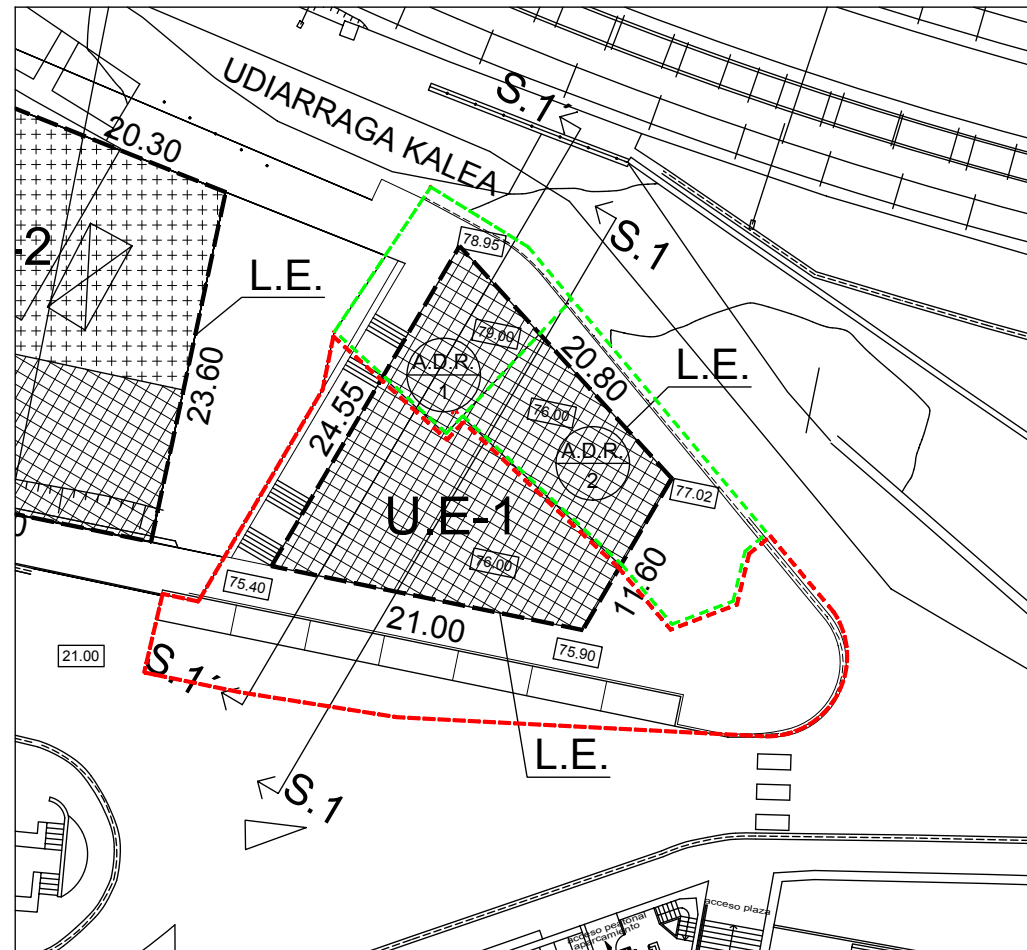 UDIARRAGA KALEA
S.1´
S.1
20.30
-2
L.E.
23.60
78.95
79.00
A.D.R.
1
20.80
L.E.
76.00
A.D.R.
2
24.55
77.02
U.E-1
76.00
11.60
75.40
21.00
75.90
21.00
S.1´
L.E.
S.1
0
acceso peatonal
aparcamiento
acceso plaza